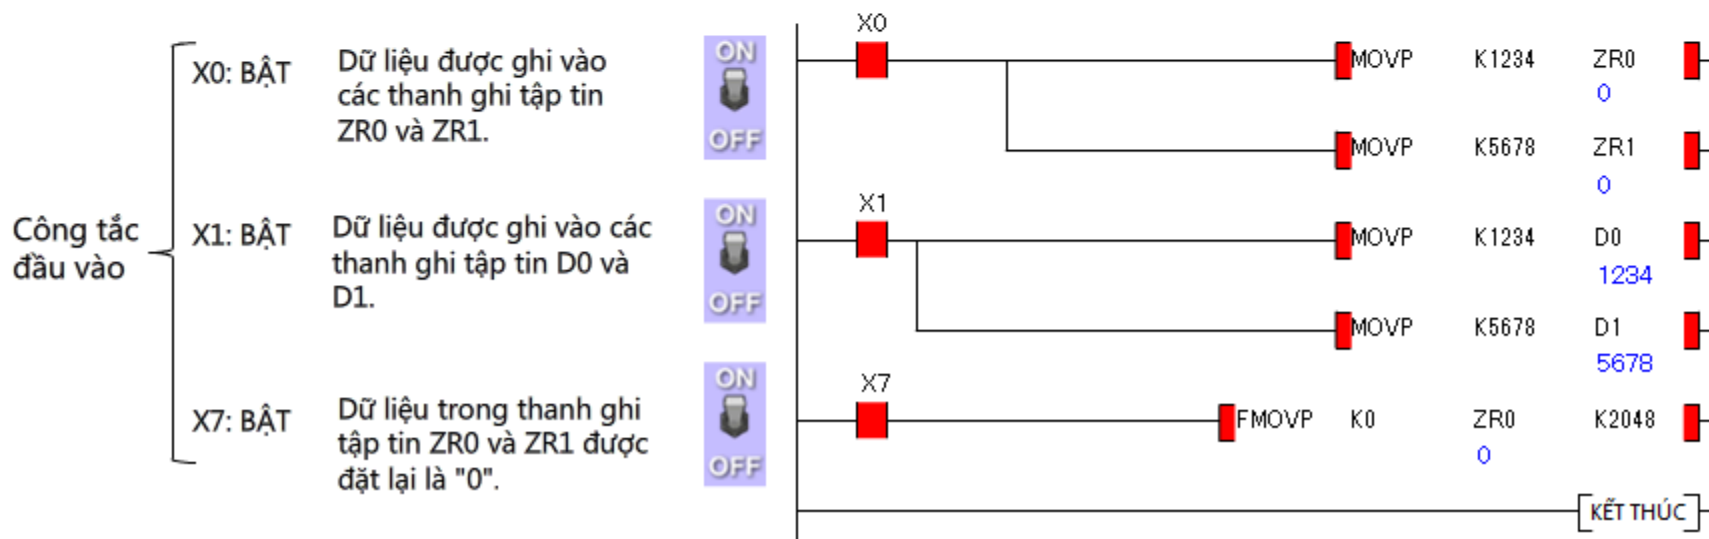 Công tắc
đầu vào
X0: BẬT
Dữ liệu được ghi vào
các thanh ghi tập tin
ZR0 và ZR1.
ON
OFF
X1: BẬT
Dữ liệu được ghi vào các
thanh ghi tập tin D0 và
D1.
ON
OFF
X7: BẬT
Dữ liệu trong thanh ghi
tập tin ZR0 và ZR1 được
đặt lại là "0".
ON
OFF
X0
MOVP K1234 ZR0
0
MOVP K5678 ZR1
0
X1
MOVP K1234 D0
1234
MOVP K5678 D1
5678
X7
FMOVP K0 ZR0 K2048
0
KẾT THÚC